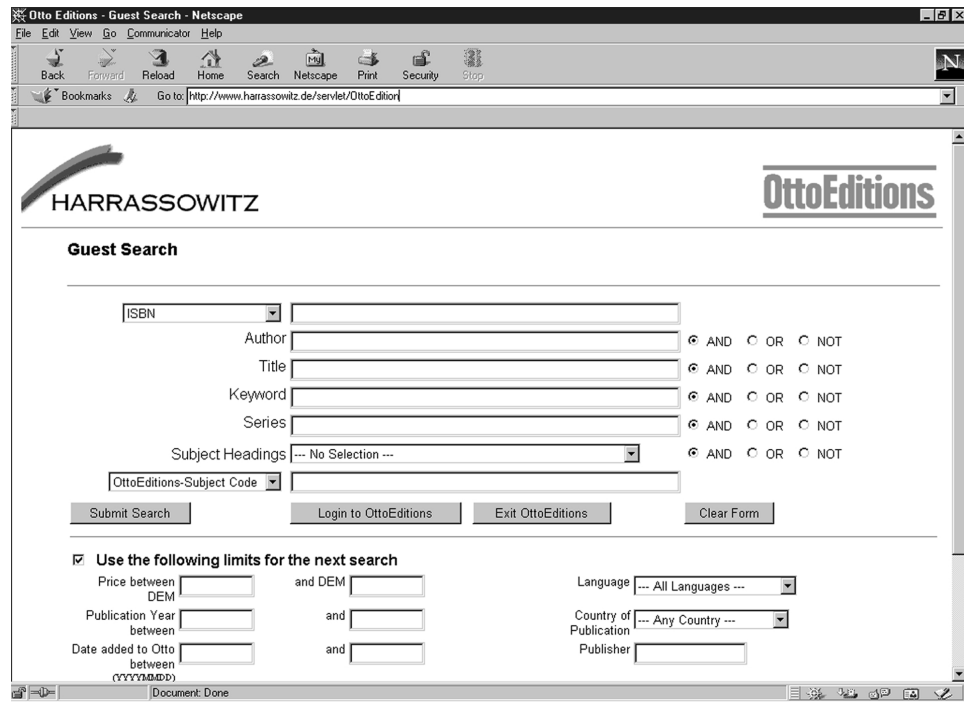 Otto Editions - Guest Search - Netscape
File Edit View Go Communicator Help
My
Back Forward Reload Home Search Netscape Print Security Stop
N
Bookmarks Go to: http://www.harrassowitz.de/servlet/OttoEdition
HARRASSOWITZ
OttoEditions
Guest Search
ISBN
Author AND OR NOT
Title AND OR NOT
Keyword AND OR NOT
Series AND OR NOT
Subject Headings --- No Selection --- AND OR NOT
OttoEditions-Subject Code
Submit Search Login to OttoEditions Exit OttoEditions Clear Form
Use the following limits for the next search
Price between DEM and DEM Language --- All Languages ---
Publication Year between and Country of Publication --- Any Country ---
Date added to Otto between (YYYYMMDD) and Publisher
Document: Done